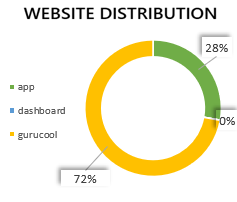 WEBSITE DISTRIBUTION
28%
app
dashboard
0%
gurucool
72%